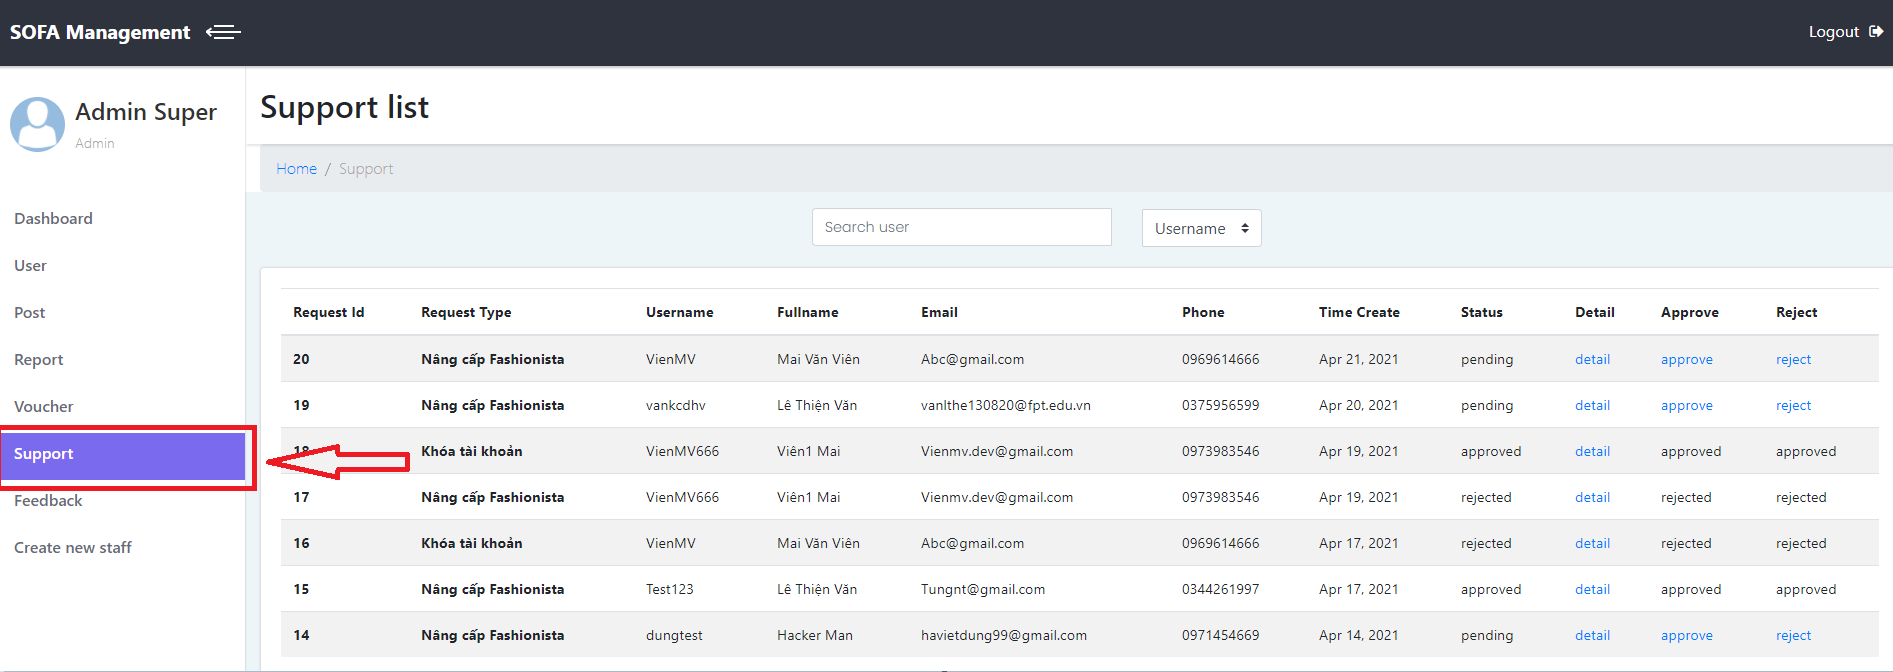 SOFA Management
Logout
Admin Super
Admin
Dashboard
User
Post
Report
Voucher
Support
Feedback
Create new staff
Support list
Home / Support
Search user
Username
Request Id Request Type Username Fullname Email Phone Time Create Status Detail Approve Reject
20 Nâng cấp Fashionista VienMV Mai Văn Viên Abc@gmail.com 0969614666 Apr 21, 2021 pending detail approve reject
19 Nâng cấp Fashionista vankcdhv Lê Thiện Văn vanlthe130820@fpt.edu.vn 0375956599 Apr 20, 2021 pending detail approve reject
18 Khóa tài khoản VienMV666 Viên1 Mai Vienmv.dev@gmail.com 0973983546 Apr 19, 2021 approved detail approved approved
17 Nâng cấp Fashionista VienMV666 Viên1 Mai Vienmv.dev@gmail.com 0973983546 Apr 19, 2021 rejected detail rejected rejected
16 Khóa tài khoản VienMV Mai Văn Viên Abc@gmail.com 0969614666 Apr 17, 2021 rejected detail rejected rejected
15 Nâng cấp Fashionista Test123 Lê Thiện Văn Tungnt@gmail.com 0344261997 Apr 17, 2021 approved detail approved approved
14 Nâng cấp Fashionista dungtest Hacker Man havietdung99@gmail.com 0971454669 Apr 14, 2021 pending detail approve reject